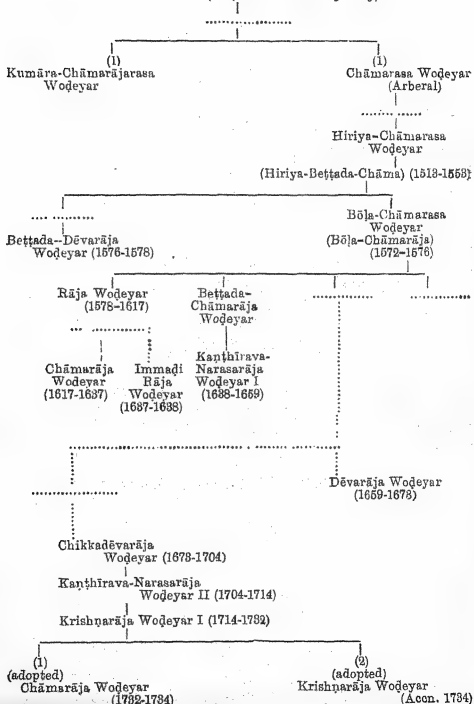 (1)
Kumāra-Chāmarājarasa
Woḍeyar
(1)
Chāmarasa Woḍeyar
(Arberal)
Hiriya-Chāmarasa
Woḍeyar
(Hiriya-Beṭṭada-Chāma) (1513-1553)
Beṭṭada--Dēvarāja
Woḍeyar (1576-1578)
Bōḷa-Chāmarasa
Woḍeyar
(Bōḷa-Chāmarāja)
(1572-1576)
Rāja Woḍeyar
(1578-1617)
Beṭṭada-
Chāmarāja
Woḍeyar
Chāmarāja
Woḍeyar
(1617-1637)
Immaḍi
Rāja
Woḍeyar
(1637-1638)
Kaṇṭhīrava-
Narasarāja
Woḍeyar I
(1638-1659)
Dēvarāja Woḍeyar
(1659-1673)
Chikkadēvarāja
Woḍeyar (1673-1704)
Kaṇṭhīrava-Narasarāja
Woḍeyar II (1704-1714)
Krishṇarāja Woḍeyar I (1714-1732)
(1)
(adopted)
Chāmarāja Woḍeyar
(1732-1734)
(2)
(adopted)
Krishṇarāja Woḍeyar
(Accn. 1734)